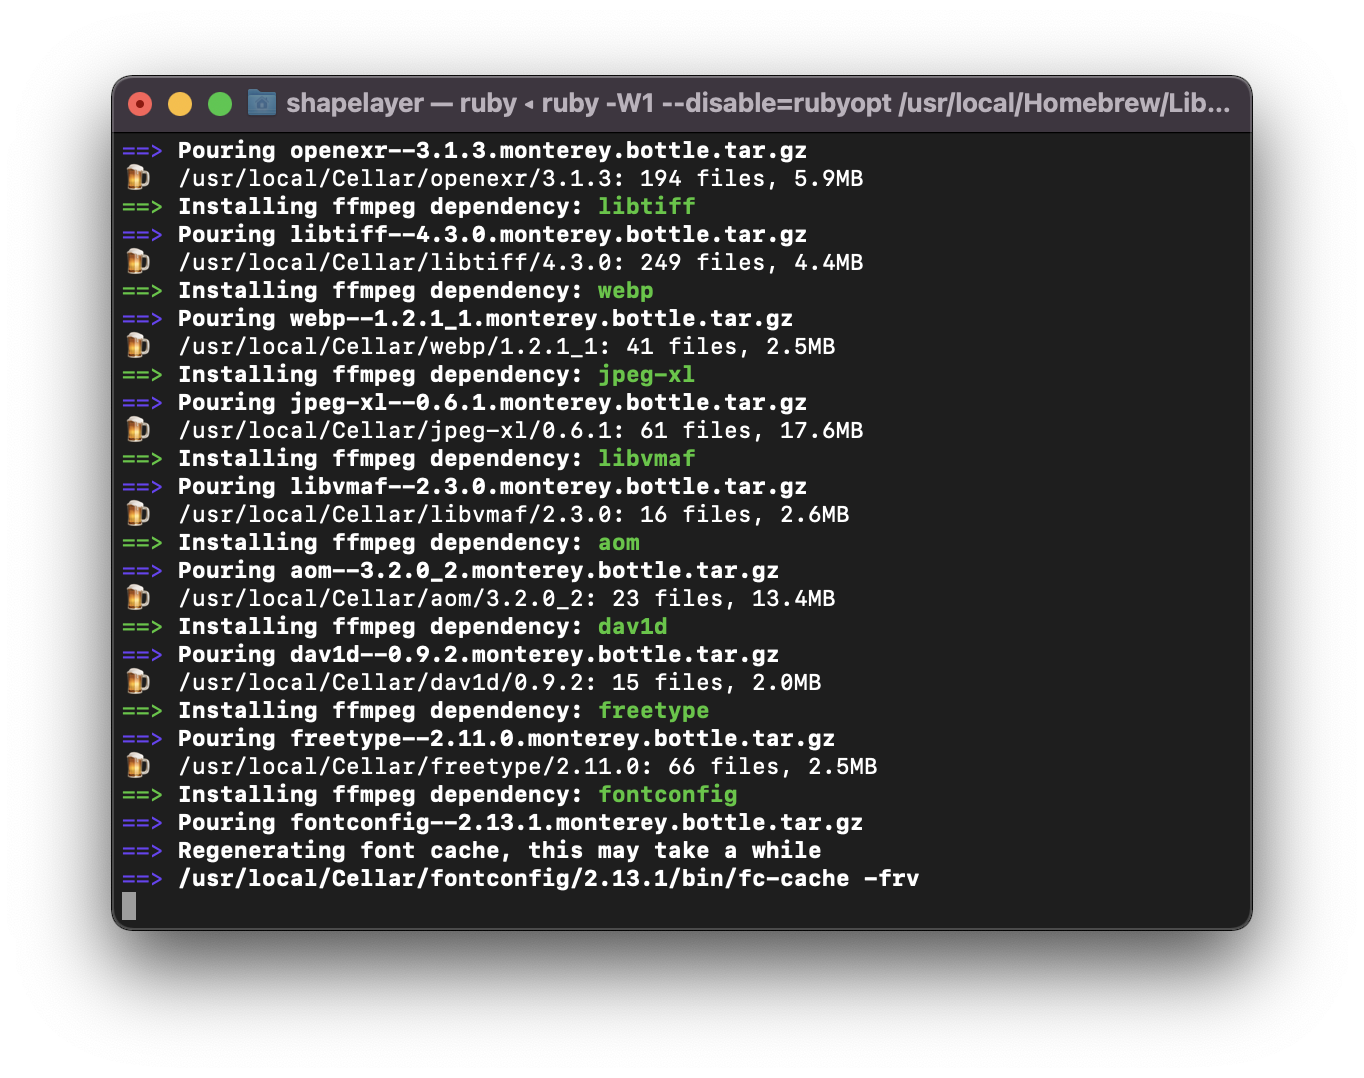 shapelayer — ruby ◂ ruby -W1 --disable=rubyopt /usr/local/Homebrew/Lib...
==> Pouring openexr--3.1.3.monterey.bottle.tar.gz
🍺 /usr/local/Cellar/openexr/3.1.3: 194 files, 5.9MB
==> Installing ffmpeg dependency: libtiff
==> Pouring libtiff--4.3.0.monterey.bottle.tar.gz
🍺 /usr/local/Cellar/libtiff/4.3.0: 249 files, 4.4MB
==> Installing ffmpeg dependency: webp
==> Pouring webp--1.2.1_1.monterey.bottle.tar.gz
🍺 /usr/local/Cellar/webp/1.2.1_1: 41 files, 2.5MB
==> Installing ffmpeg dependency: jpeg-xl
==> Pouring jpeg-xl--0.6.1.monterey.bottle.tar.gz
🍺 /usr/local/Cellar/jpeg-xl/0.6.1: 61 files, 17.6MB
==> Installing ffmpeg dependency: libvmaf
==> Pouring libvmaf--2.3.0.monterey.bottle.tar.gz
🍺 /usr/local/Cellar/libvmaf/2.3.0: 16 files, 2.6MB
==> Installing ffmpeg dependency: aom
==> Pouring aom--3.2.0_2.monterey.bottle.tar.gz
🍺 /usr/local/Cellar/aom/3.2.0_2: 23 files, 13.4MB
==> Installing ffmpeg dependency: dav1d
==> Pouring dav1d--0.9.2.monterey.bottle.tar.gz
🍺 /usr/local/Cellar/dav1d/0.9.2: 15 files, 2.0MB
==> Installing ffmpeg dependency: freetype
==> Pouring freetype--2.11.0.monterey.bottle.tar.gz
🍺 /usr/local/Cellar/freetype/2.11.0: 66 files, 2.5MB
==> Installing ffmpeg dependency: fontconfig
==> Pouring fontconfig--2.13.1.monterey.bottle.tar.gz
==> Regenerating font cache, this may take a while
==> /usr/local/Cellar/fontconfig/2.13.1/bin/fc-cache -frv